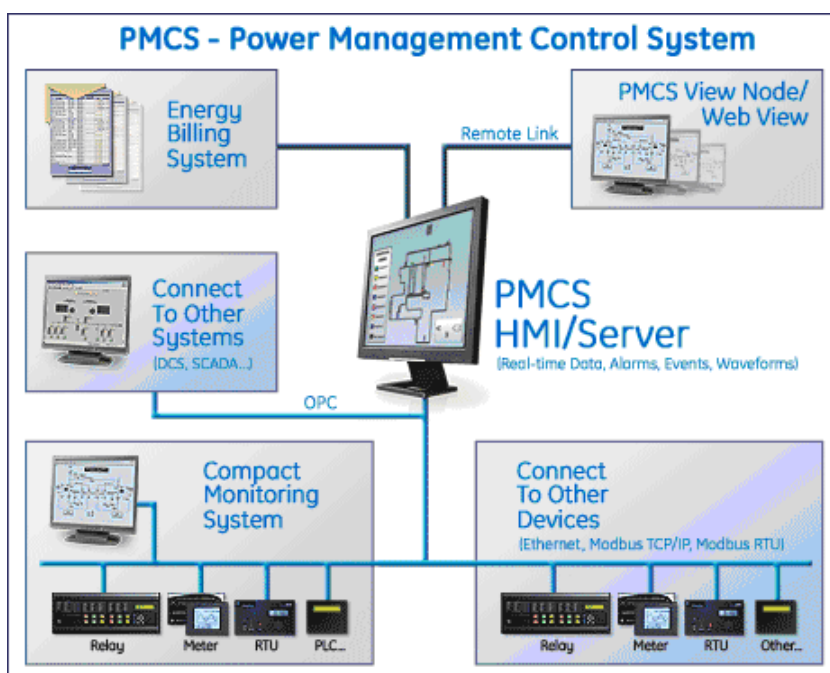 PMCS - Power Management Control System
Energy
Billing
System
PMCS View Node/
Web View
Remote Link
Connect
To Other
Systems
(DCS, SCADA...)
PMCS
HMI/Server
(Real-time Data, Alarms, Events, Waveforms)
OPC
Compact
Monitoring
System
Connect
To Other
Devices
(Ethernet, Modbus TCP/IP, Modbus RTU)
Relay
Meter
RTU
PLC...
Relay
Meter
RTU
Other...